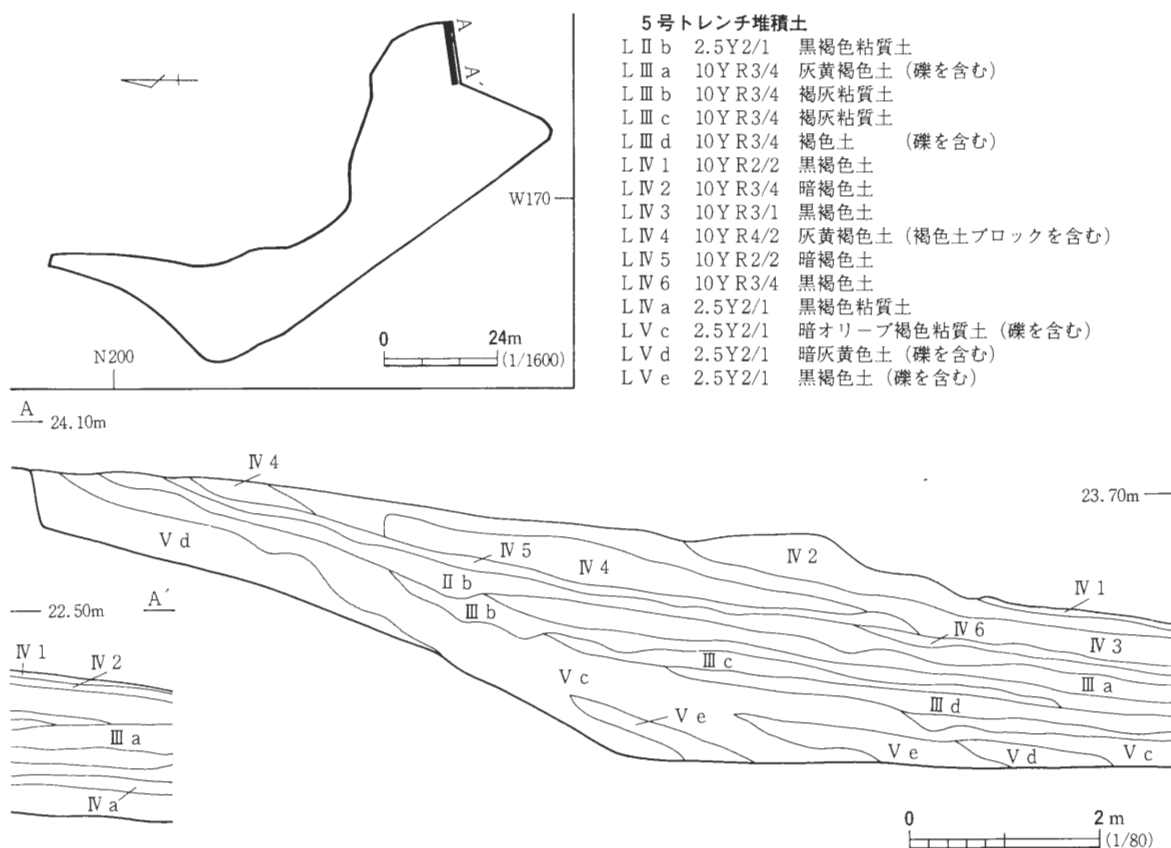 A
A′
W170
N200
0 24m
(1/1600)
5号トレンチ堆積土
LⅡb 2.5Y2/1 黒褐色粘質土
LⅢa 10YR3/4 灰黄褐色土(礫を含む)
LⅢb 10YR3/4 褐灰粘質土
LⅢc 10YR3/4 褐灰粘質土
LⅢd 10YR3/4 褐色土 (礫を含む)
LⅣ1 10YR2/2 黒褐色土
LⅣ2 10YR3/4 暗褐色土
LⅣ3 10YR3/1 黒褐色土
LⅣ4 10YR4/2 灰黄褐色土(褐色土ブロックを含む)
LⅣ5 10YR2/2 暗褐色土
LⅣ6 10YR3/4 黒褐色土
LⅣa 2.5Y2/1 黒褐色粘質土
LⅤc 2.5Y2/1 暗オリーブ褐色粘質土(礫を含む)
LⅤd 2.5Y2/1 暗灰黄色土(礫を含む)
LⅤe 2.5Y2/1 黒褐色土(礫を含む)
A 24.10m
23.70m
Ⅳ4
Ⅴd
Ⅳ5
Ⅳ4
Ⅳ2
Ⅱb
Ⅲb
Ⅳ1
Ⅳ6
Ⅳ3
Ⅲc
Ⅲa
Ⅴc
Ⅲd
Ⅴe
Ⅴe
Ⅴd
Ⅴc
22.50m A′
Ⅳ1
Ⅳ2
Ⅲa
Ⅳa
0 2m
(1/80)